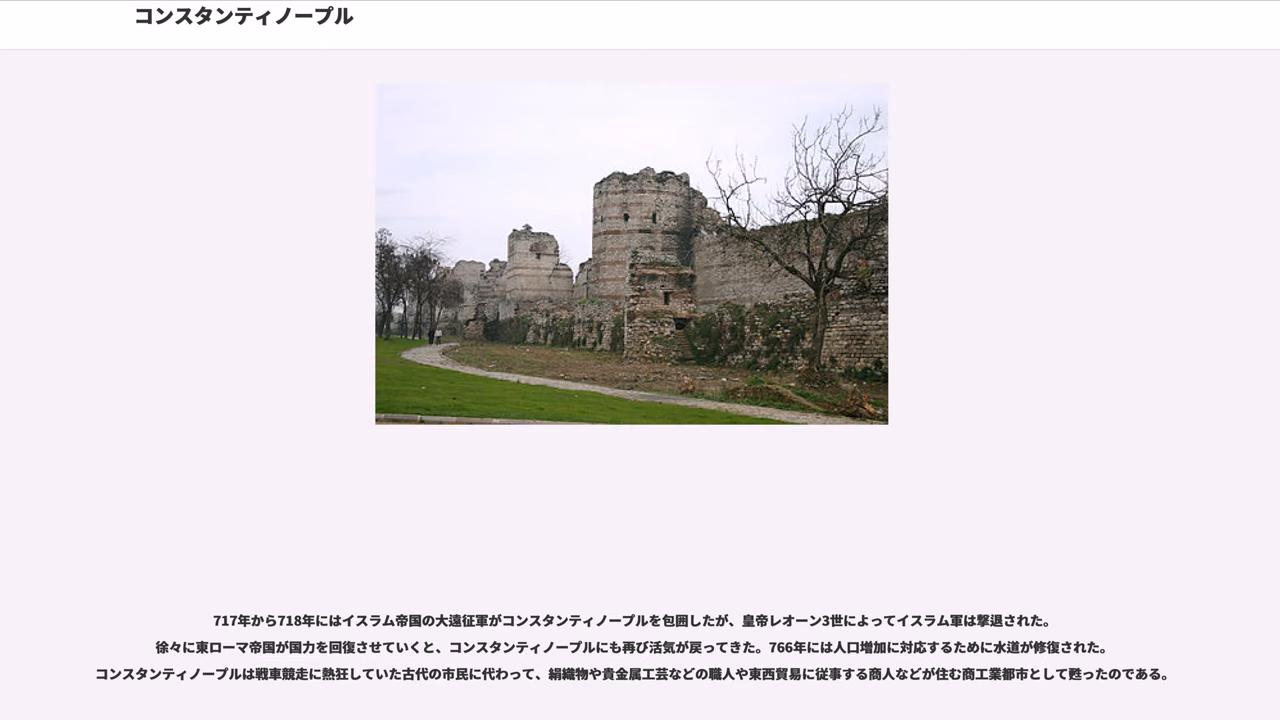 コンスタンティノープル
717年から718年にはイスラム帝国の大遠征軍がコンスタンティノープルを包囲したが、皇帝レオーン3世によってイスラム軍は撃退された。
徐々に東ローマ帝国が国力を回復させていくと、コンスタンティノープルにも再び活気が戻ってきた。766年には人口増加に対応するために水道が修復された。
コンスタンティノープルは戦車競走に熱狂していた古代の市民に代わって、絹織物や貴金属工芸などの職人や東西貿易に従事する商人などが住む商工業都市として甦ったのである。